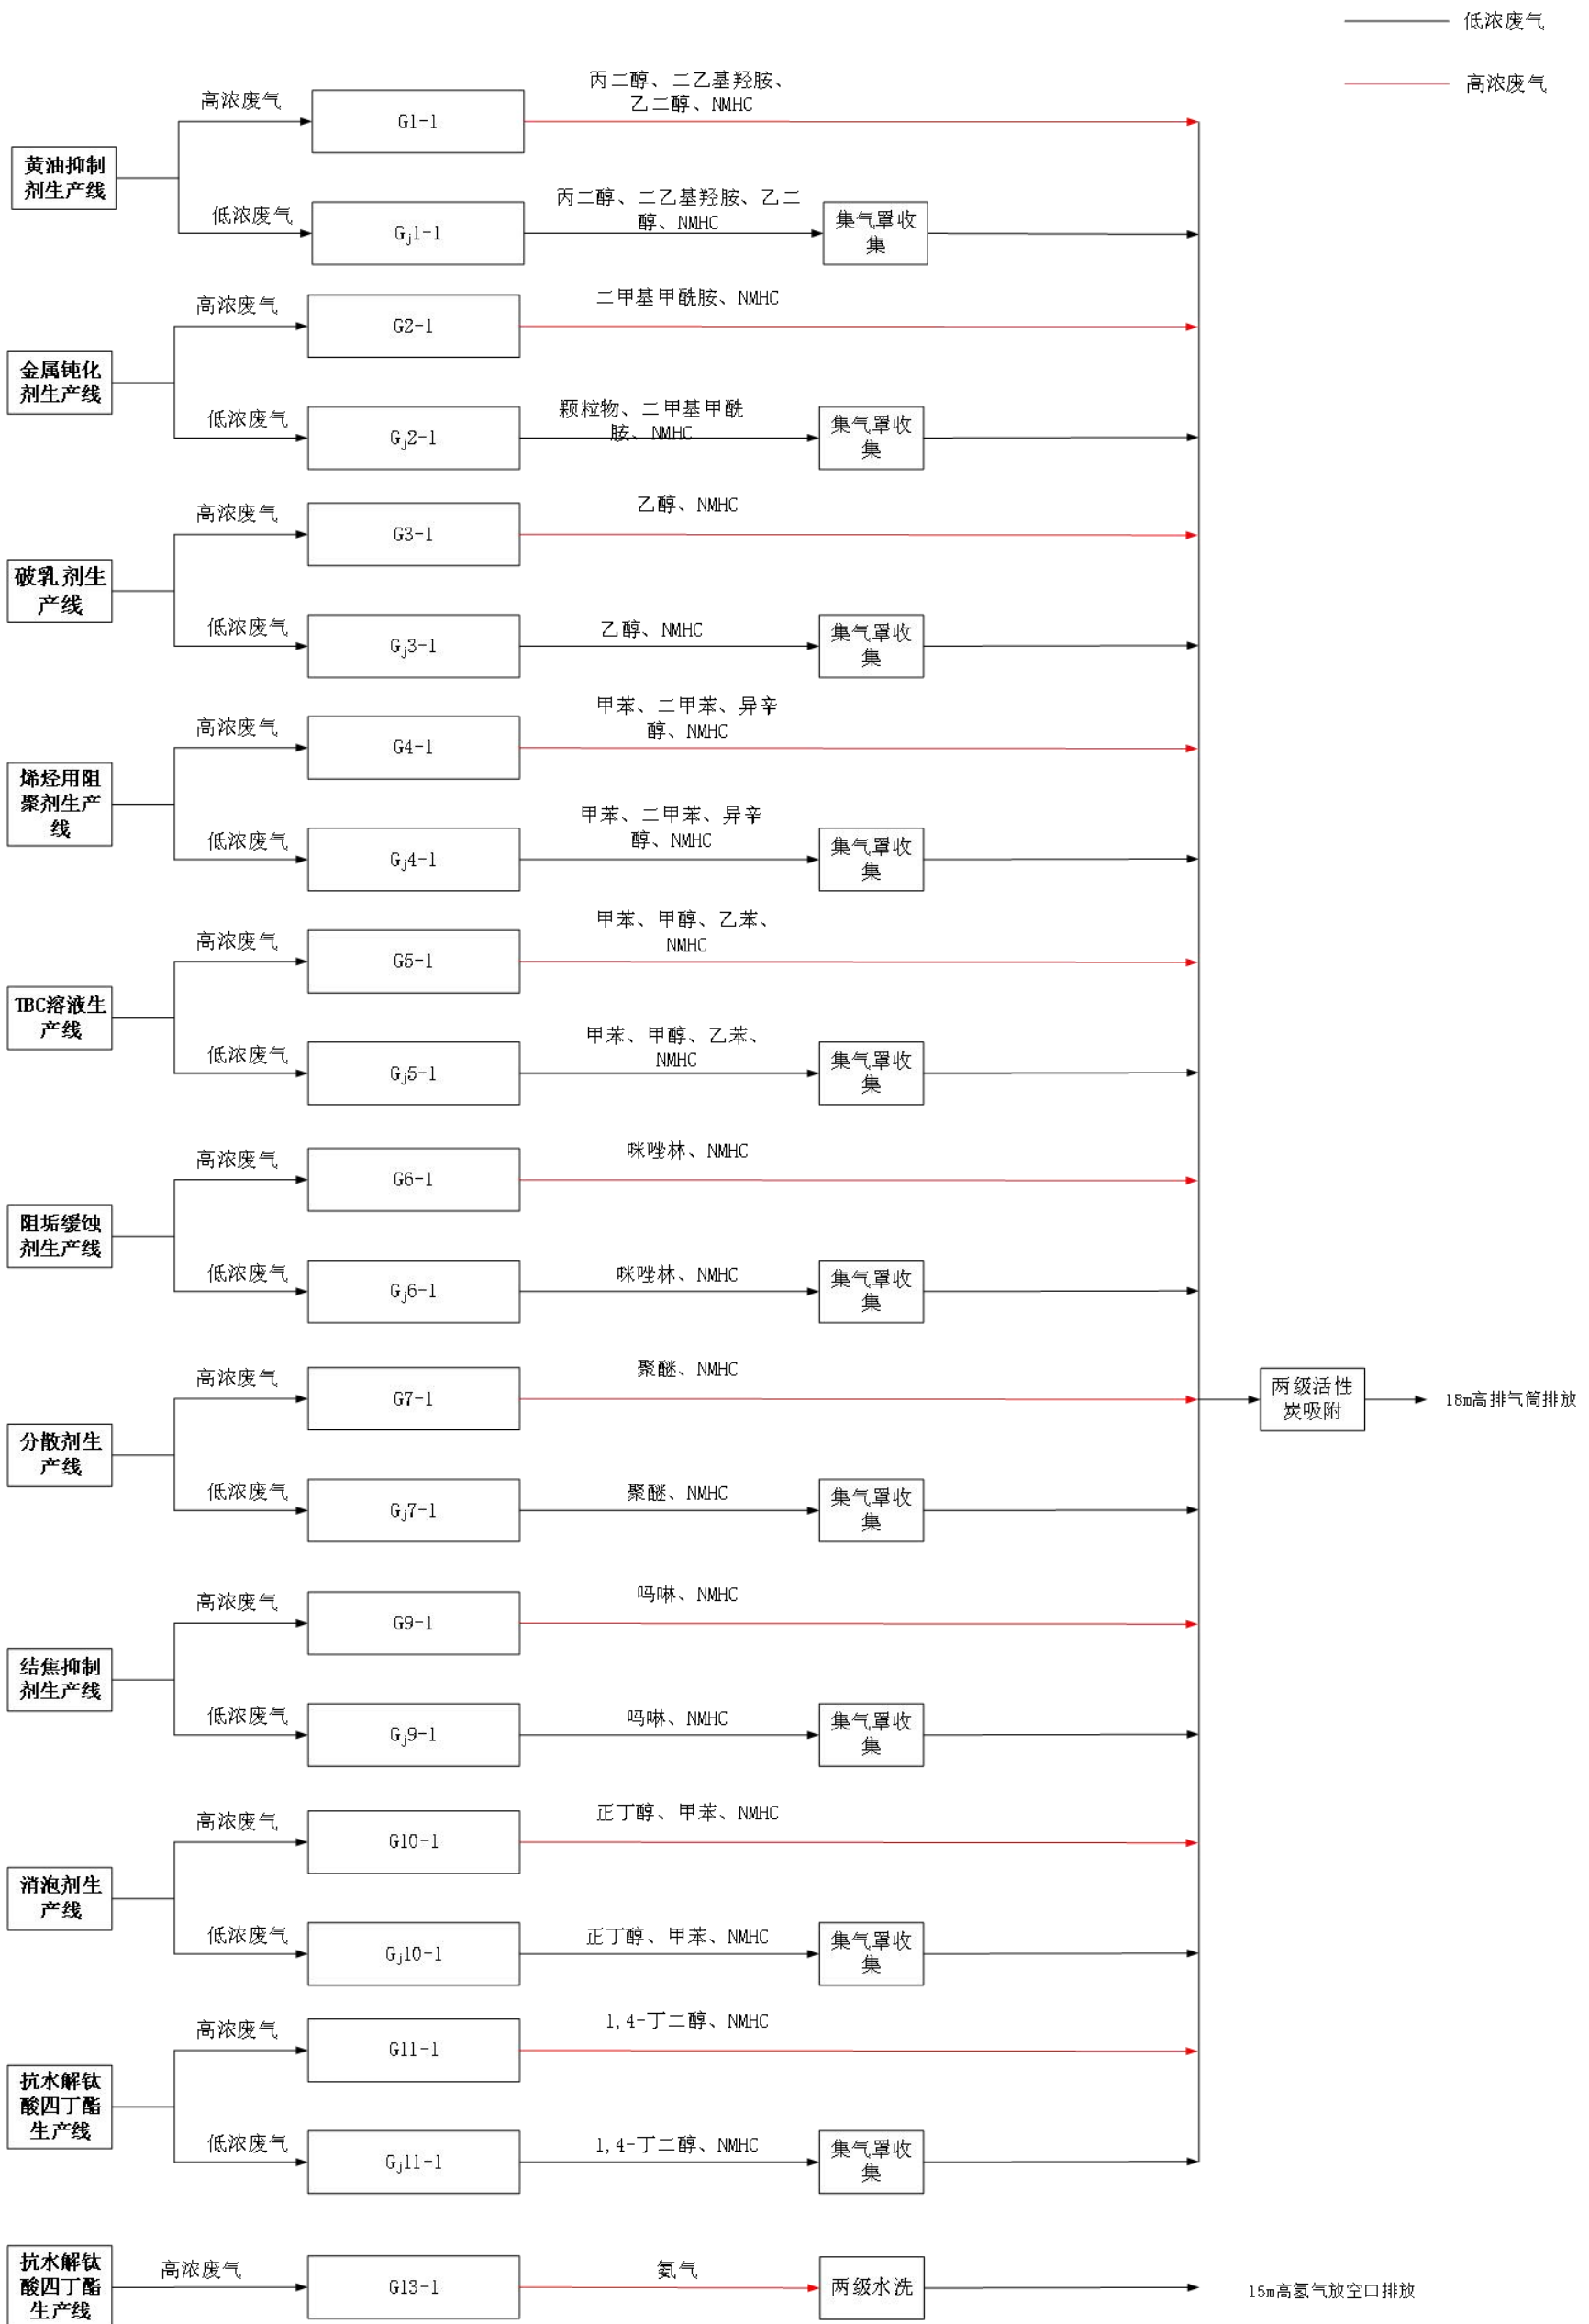 低浓废气
高浓废气
丙二醇、二乙基羟胺、
乙二醇、NMHC
高浓废气
G1-1
黄油抑制
剂生产线
低浓废气
Gj1-1
丙二醇、二乙基羟胺、乙二
醇、NMHC
集气罩收
集
高浓废气
G2-1
二甲基甲酰胺、NMHC
金属钝化
剂生产线
低浓废气
Gj2-1
颗粒物、二甲基甲酰
胺、NMHC
集气罩收
集
高浓废气
G3-1
乙醇、NMHC
破乳剂生
产线
低浓废气
Gj3-1
乙醇、NMHC
集气罩收
集
高浓废气
G4-1
甲苯、二甲苯、异辛
醇、NMHC
烯烃用阻
聚剂生产
线
低浓废气
Gj4-1
甲苯、二甲苯、异辛
醇、NMHC
集气罩收
集
高浓废气
G5-1
甲苯、甲醇、乙苯、
NMHC
TBC溶液生
产线
低浓废气
Gj5-1
甲苯、甲醇、乙苯、
NMHC
集气罩收
集
高浓废气
G6-1
咪唑林、NMHC
阻垢缓蚀
剂生产线
低浓废气
Gj6-1
咪唑林、NMHC
集气罩收
集
高浓废气
G7-1
聚醚、NMHC
两级活性
炭吸附
18m高排气筒排放
分散剂生
产线
低浓废气
Gj7-1
聚醚、NMHC
集气罩收
集
高浓废气
G9-1
吗啉、NMHC
结焦抑制
剂生产线
低浓废气
Gj9-1
吗啉、NMHC
集气罩收
集
高浓废气
G10-1
正丁醇、甲苯、NMHC
消泡剂生
产线
低浓废气
Gj10-1
正丁醇、甲苯、NMHC
集气罩收
集
高浓废气
G11-1
1,4-丁二醇、NMHC
抗水解钛
酸四丁酯
生产线
低浓废气
Gj11-1
1,4-丁二醇、NMHC
集气罩收
集
抗水解钛
酸四丁酯
生产线
高浓废气
G13-1
氨气
两级水洗
15m高氢气放空口排放